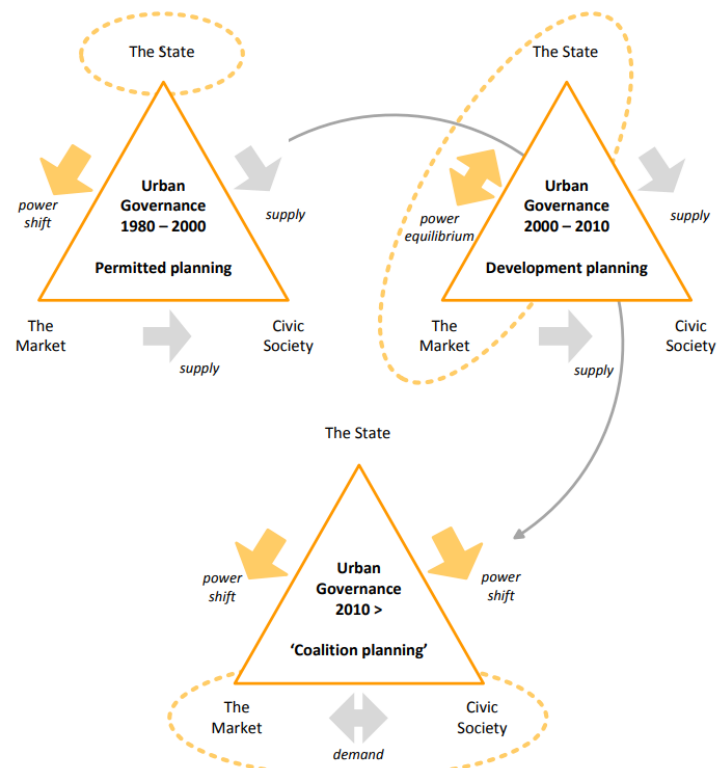 The State
Urban
Governance
1980 – 2000
Permitted planning
power
shift
supply
The
Market
Civic
Society
supply
The State
Urban
Governance
2000 – 2010
Development planning
power
equilibrium
supply
The
Market
Civic
Society
supply
The State
Urban
Governance
2010 >
‘Coalition planning’
power
shift
power
shift
The
Market
Civic
Society
demand